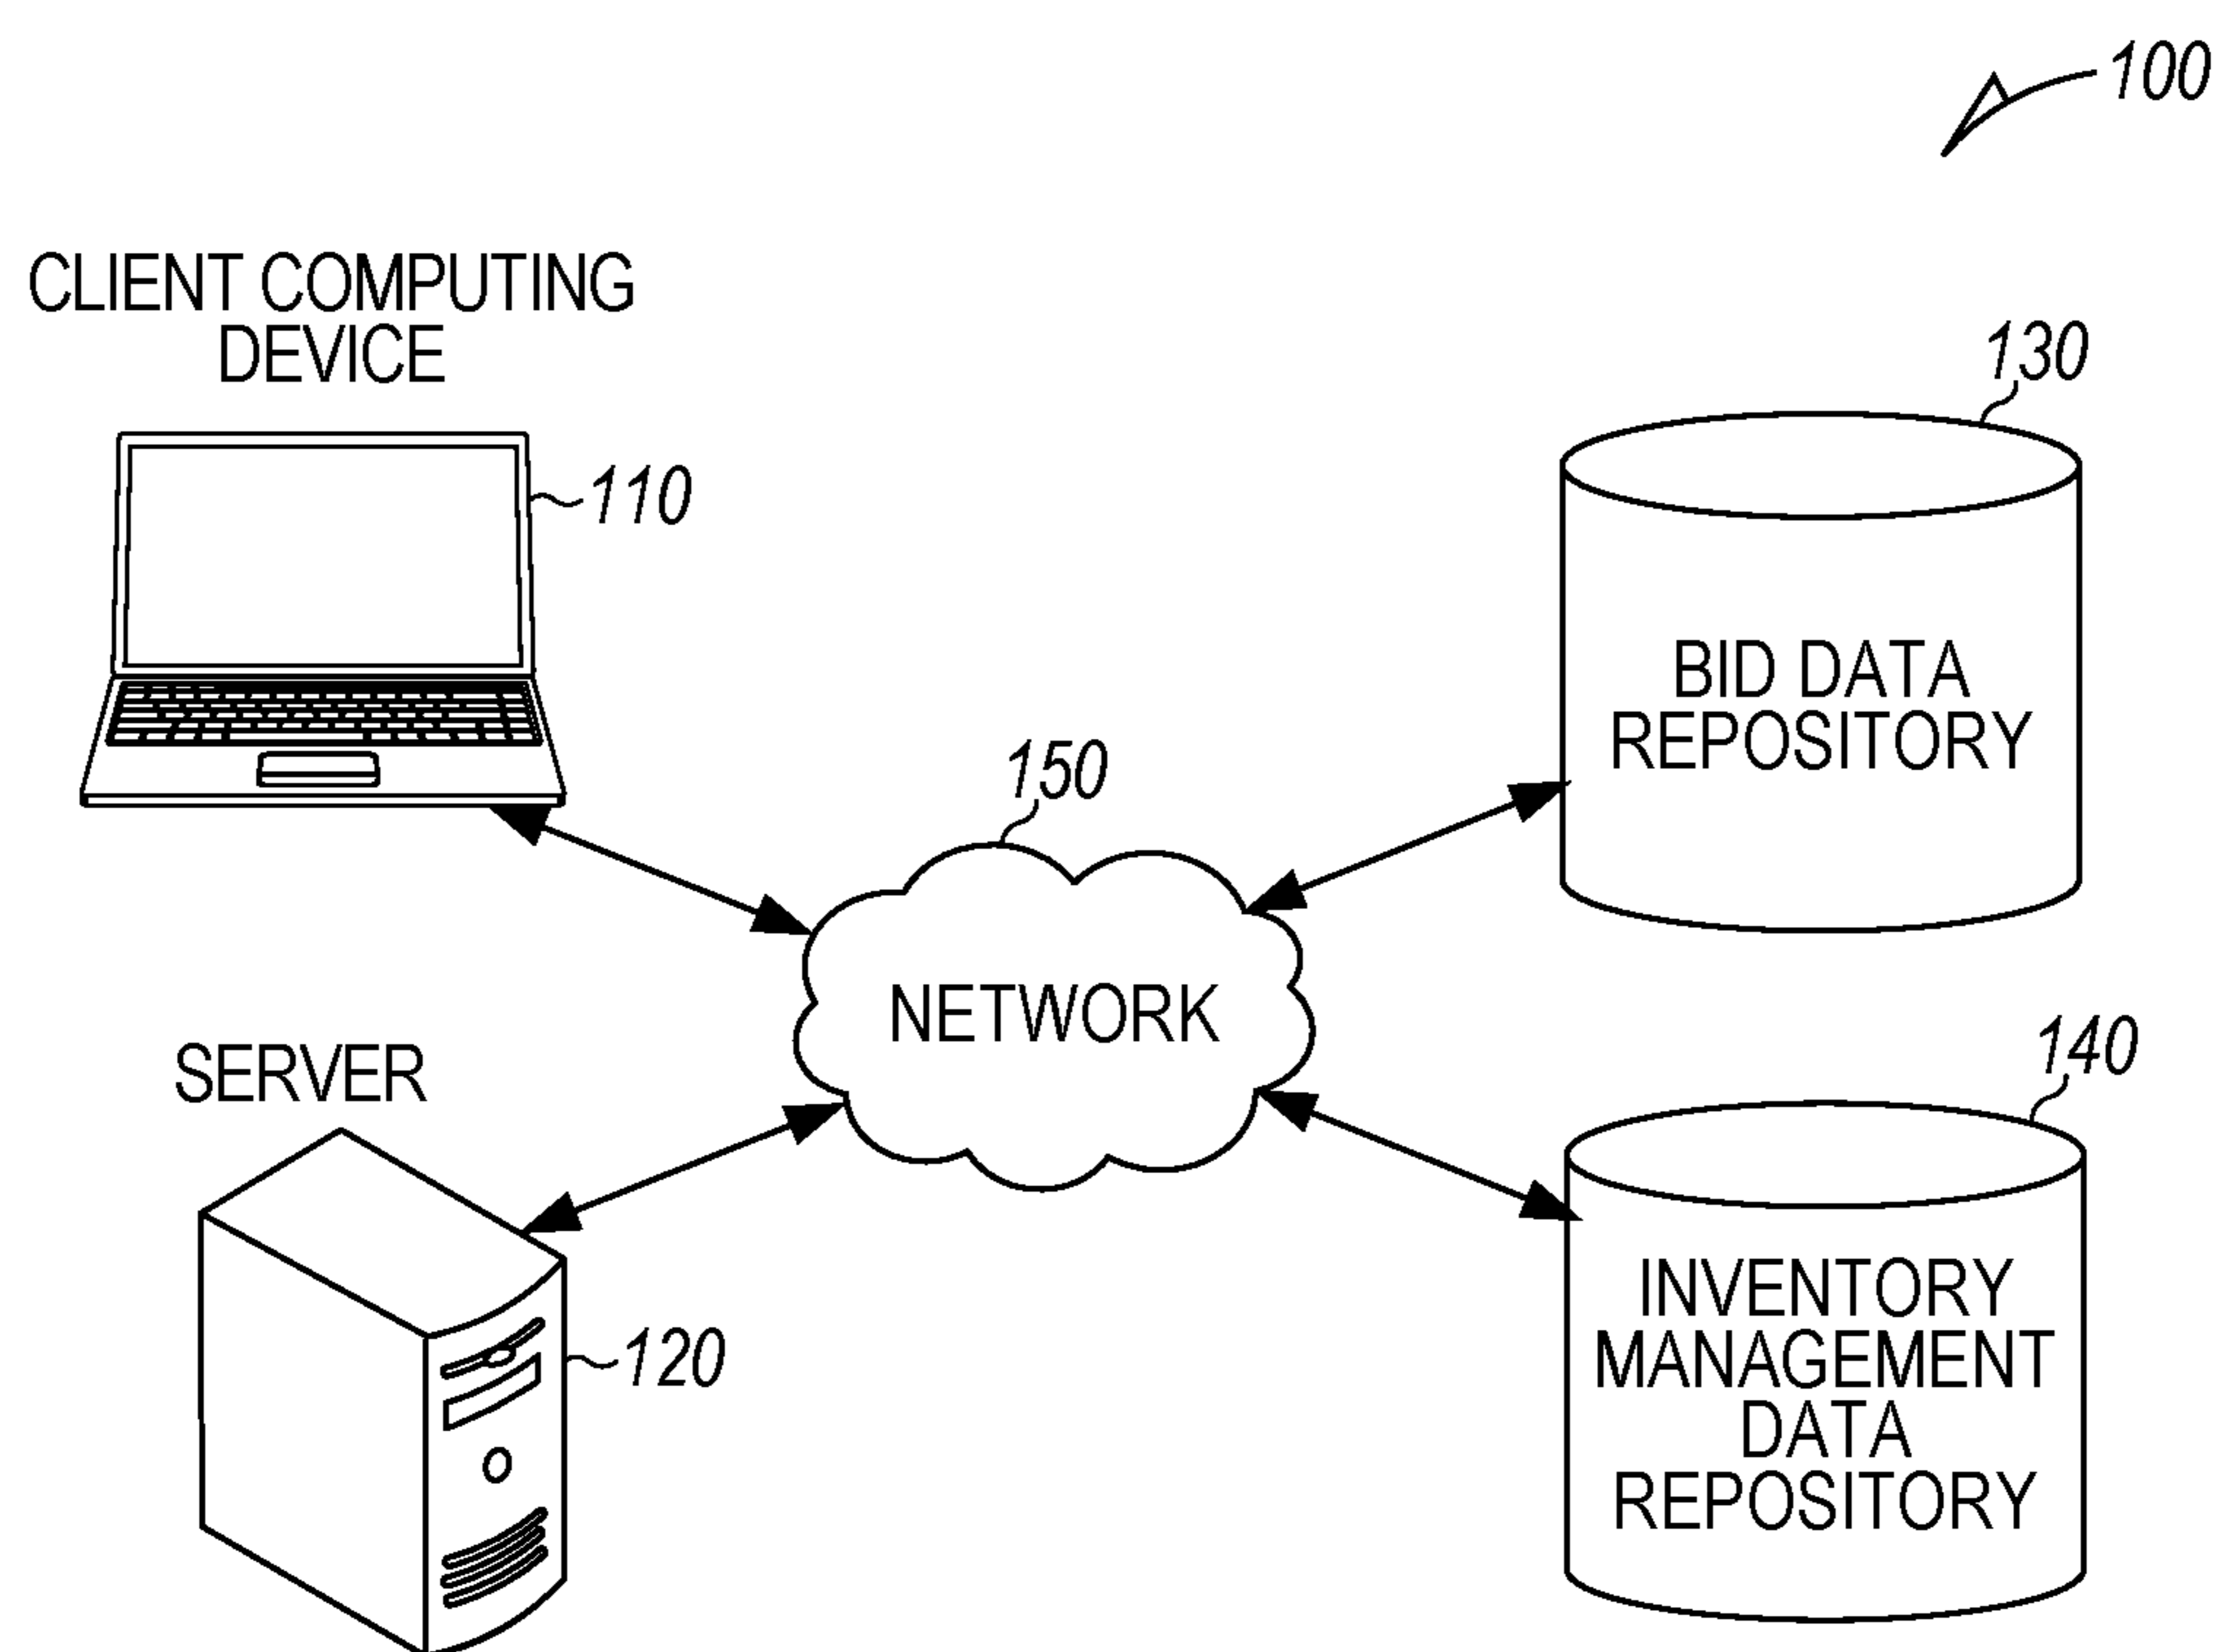 100
CLIENT COMPUTING
DEVICE
110
130
BID DATA
REPOSITORY
150
NETWORK
SERVER
120
140
INVENTORY
MANAGEMENT
DATA
REPOSITORY